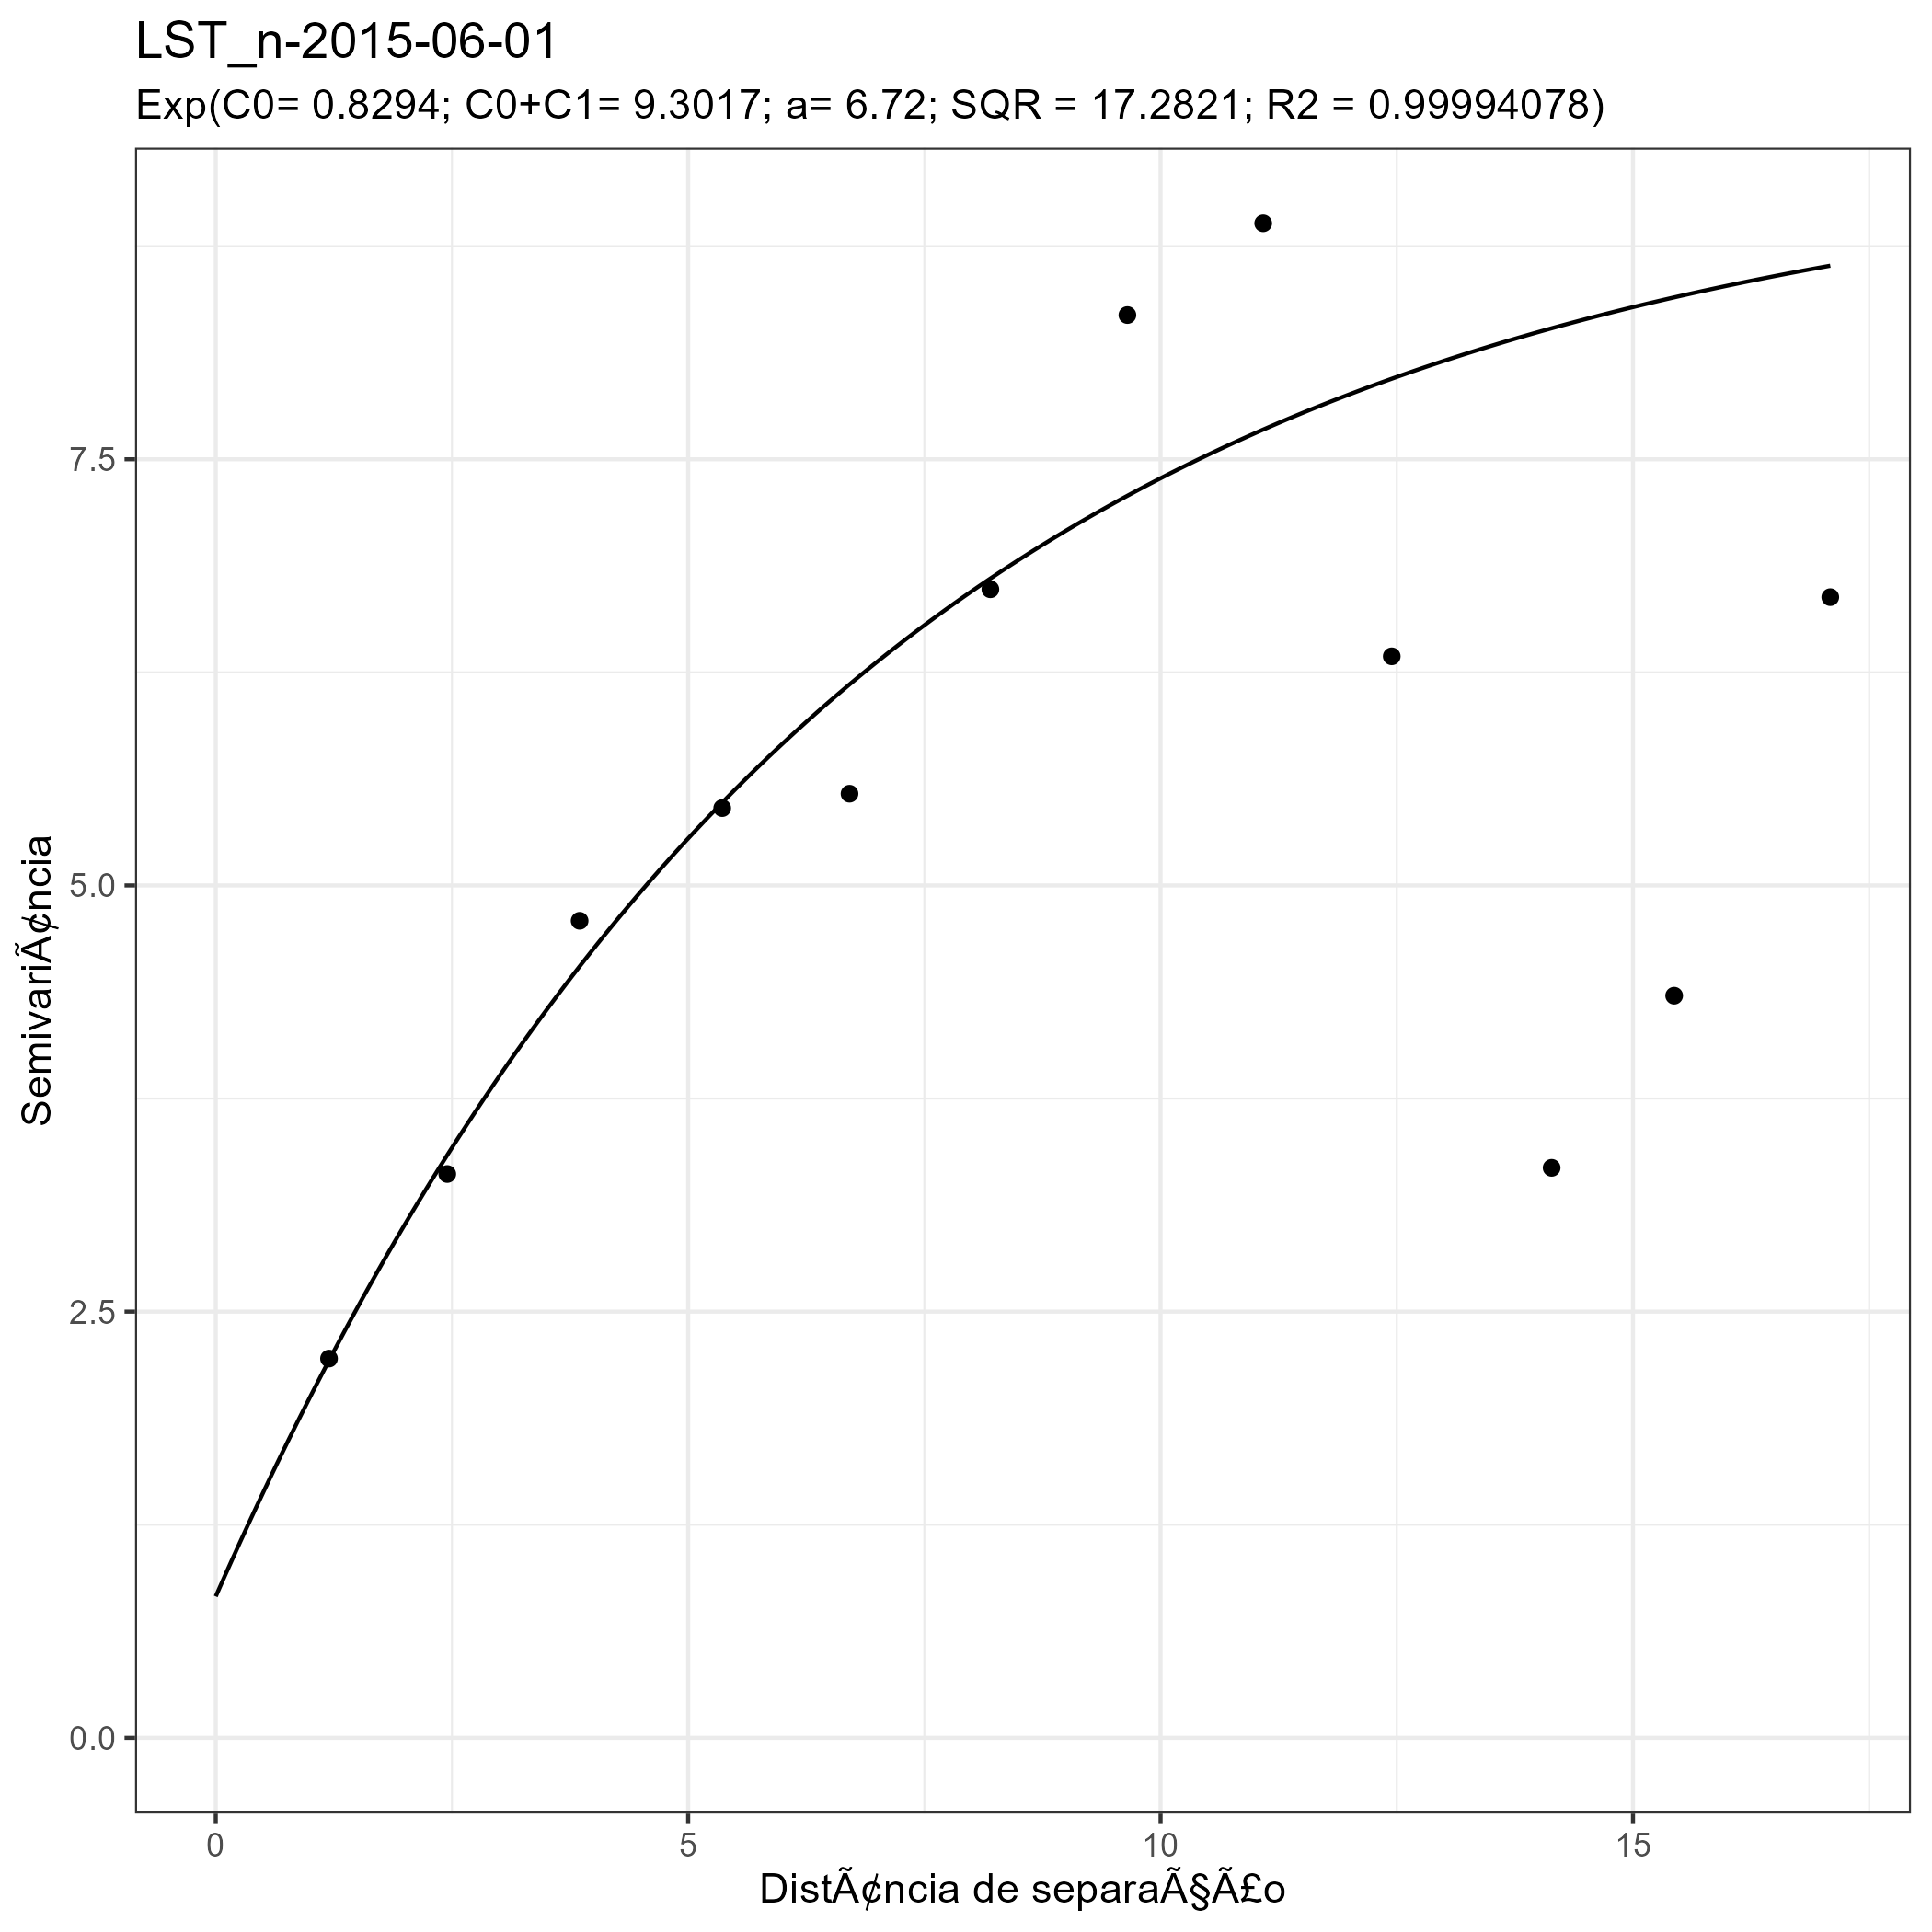 LST_n-2015-06-01
Exp(C0= 0.8294; C0+C1= 9.3017; a= 6.72; SQR = 17.2821; R2 = 0.99994078)
7.5
5.0
2.5
0.0
SemivariÃ¢ncia
0 5 10 15
DistÃ¢ncia de separaÃ§Ã£o